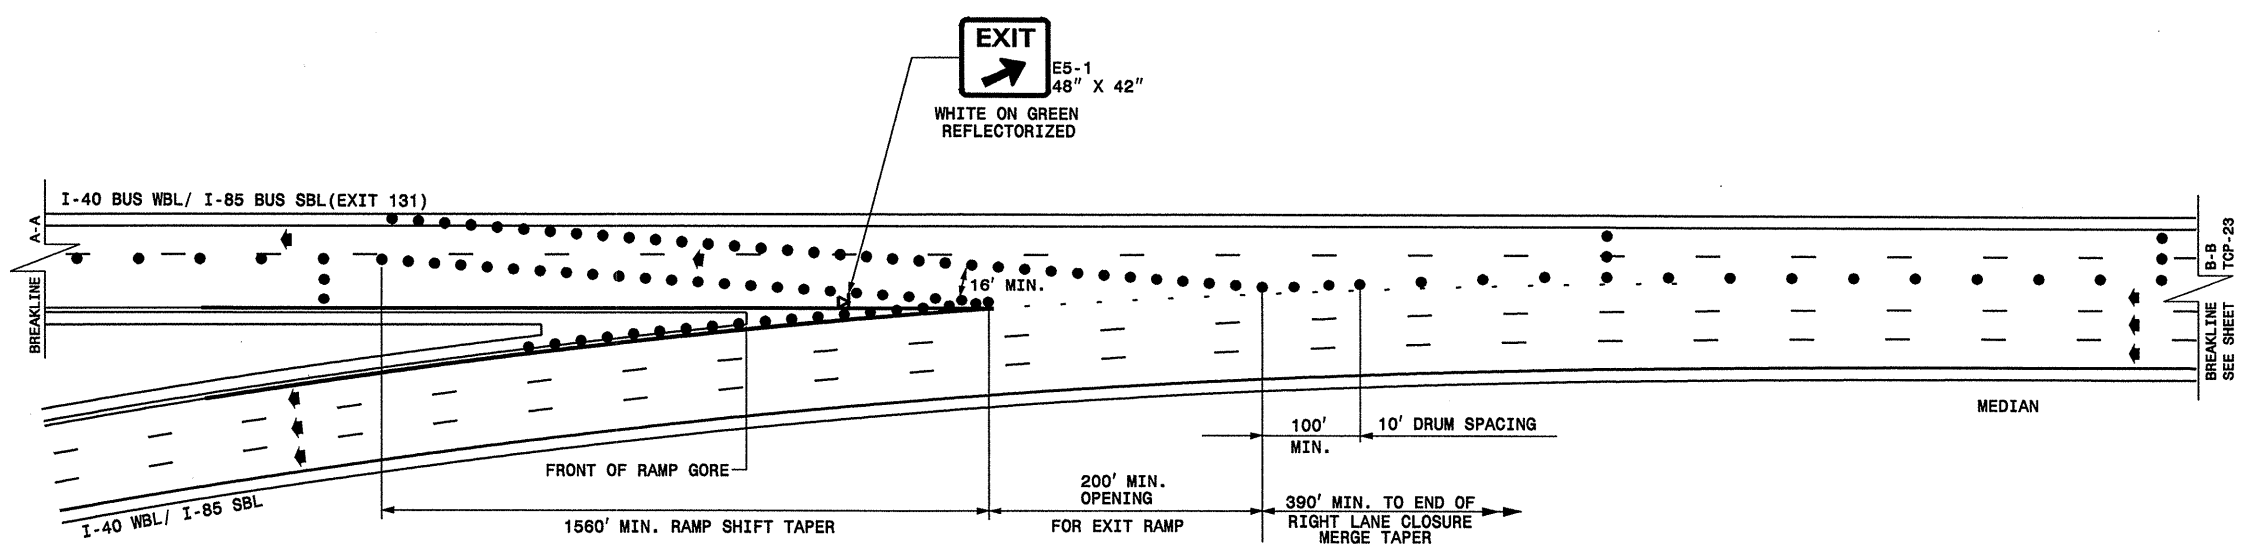 EXIT
E5-1
48" X 42"
WHITE ON GREEN
REFLECTORIZED
I-40 BUS WBL/ I-85 BUS SBL(EXIT 131)
A-A
BREAKLINE
16' MIN.
B-B
TCP-23
BREAKLINE
SEE SHEET
MEDIAN
100'
MIN.
10' DRUM SPACING
FRONT OF RAMP GORE
200' MIN.
OPENING
FOR EXIT RAMP
390' MIN. TO END OF
RIGHT LANE CLOSURE
MERGE TAPER
1560' MIN. RAMP SHIFT TAPER
I-40 WBL/ I-85 SBL